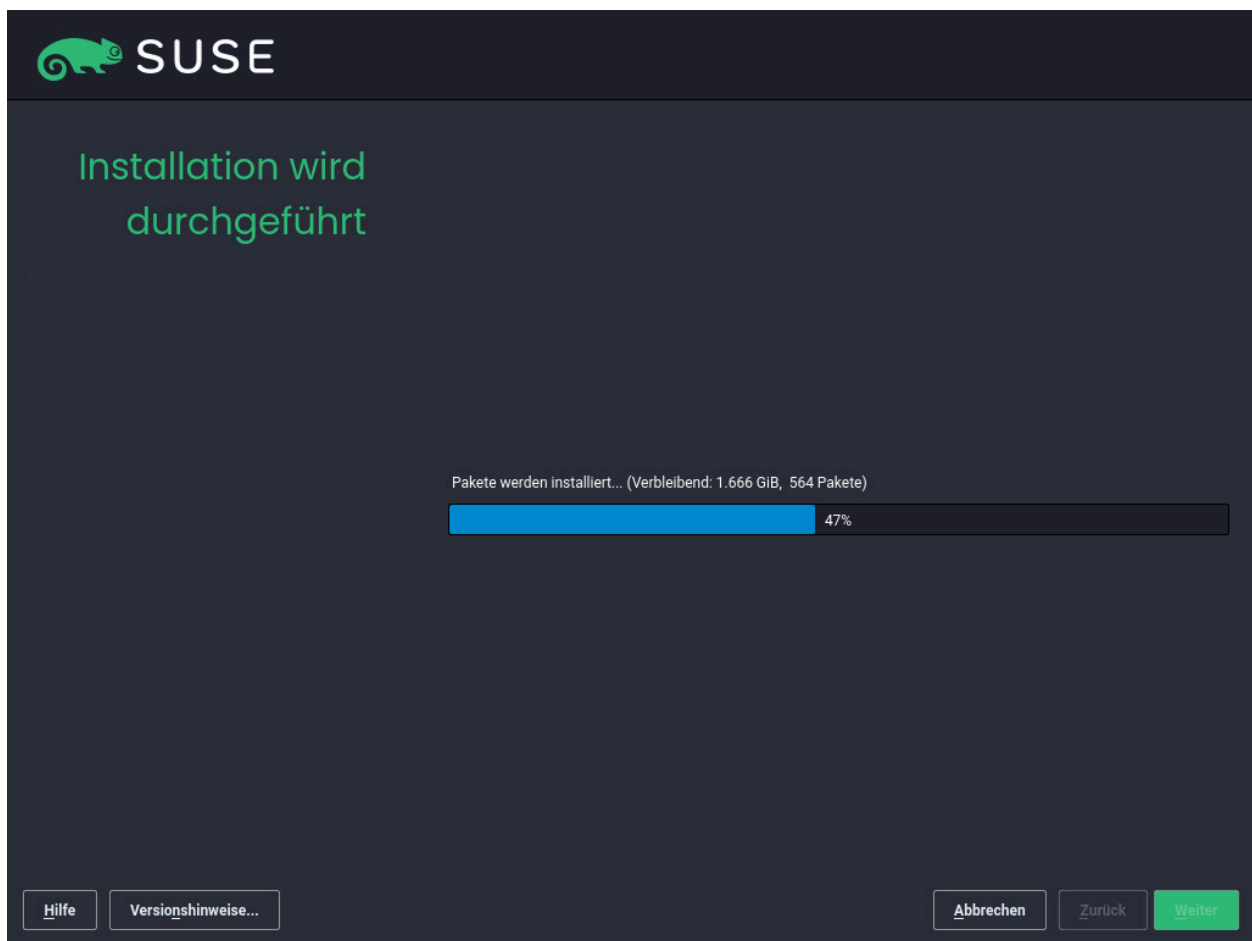 SUSE
Installation wird
durchgeführt
Pakete werden installiert... (Verbleibend: 1.666 GiB, 564 Pakete)
47%
Hilfe
Versionshinweise...
Abbrechen
Zurück
Weiter